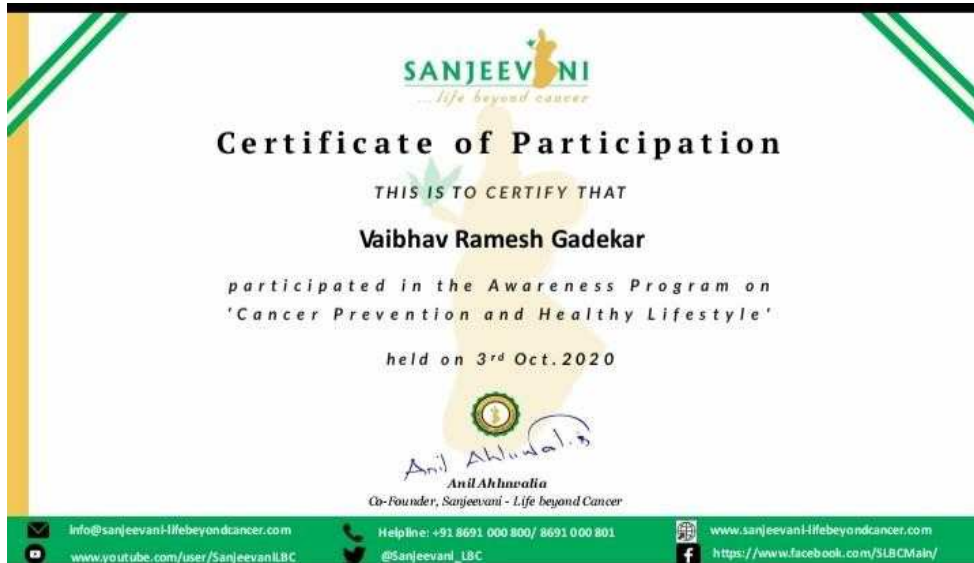 SANJEEVANI
...life beyond cancer
Certificate of Participation
THIS IS TO CERTIFY THAT
Vaibhav Ramesh Gadekar
participated in the Awareness Program on
'Cancer Prevention and Healthy Lifestyle'
held on 3rd Oct.2020
Anil Ahluwalia
Anil Ahluwalia
Co-Founder, Sanjeevani - Life beyond Cancer
info@sanjeevani-lifebeyondcancer.com Helpline: +91 8691 000 800/ 8691 000 801 www.sanjeevani-lifebeyondcancer.com
www.youtube.com/user/SanjeevaniLBC @Sanjeevani_LBC https://www.facebook.com/SLBCMain/